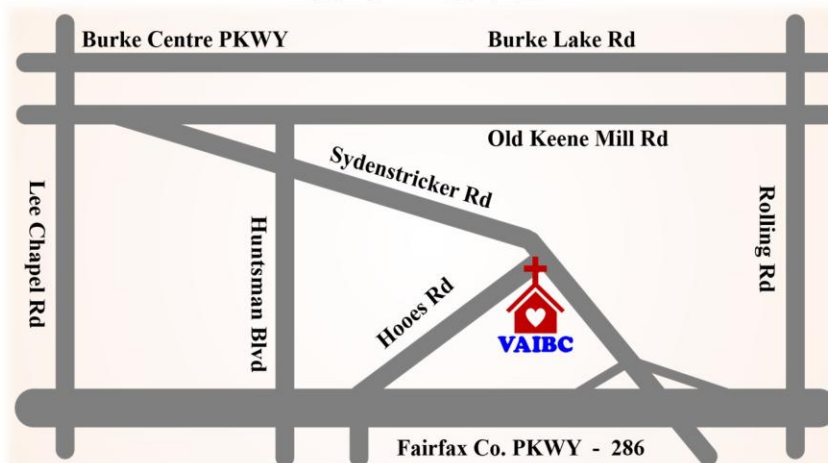 Burke Centre PKWY
Burke Lake Rd
Old Keene Mill Rd
Sydenstricker Rd
Lee Chapel Rd
Huntsman Blvd
Rolling Rd
Hooes Rd
VAIBC
Fairfax Co. PKWY - 286